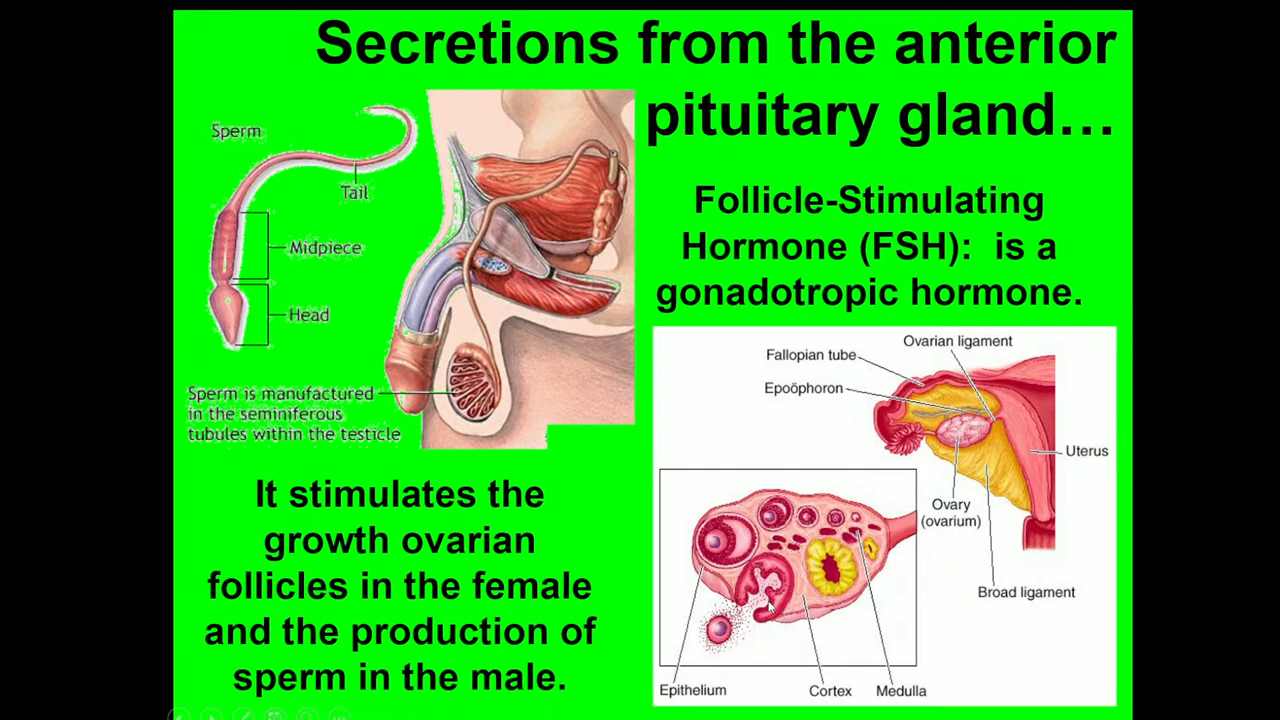 Secretions from the anterior
pituitary gland…
Sperm
Tail
Midpiece
Head
Sperm is manufactured
in the seminiferous
tubules within the testicle
Follicle-Stimulating
Hormone (FSH):  is a
gonadotropic hormone.
It stimulates the
growth ovarian
follicles in the female
and the production of
sperm in the male.
Ovarian ligament
Fallopian tube
Epoöphoron
Uterus
Ovary
(ovarium)
Broad ligament
Epithelium
Cortex
Medulla